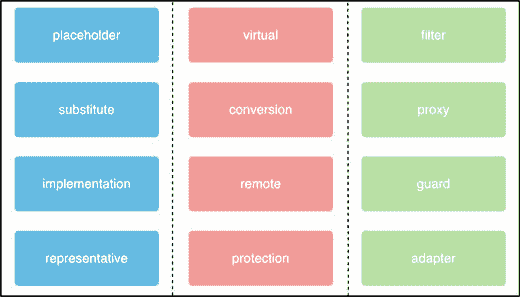 placeholder
virtual
filter
substitute
conversion
proxy
implementation
remote
guard
representative
protection
adapter